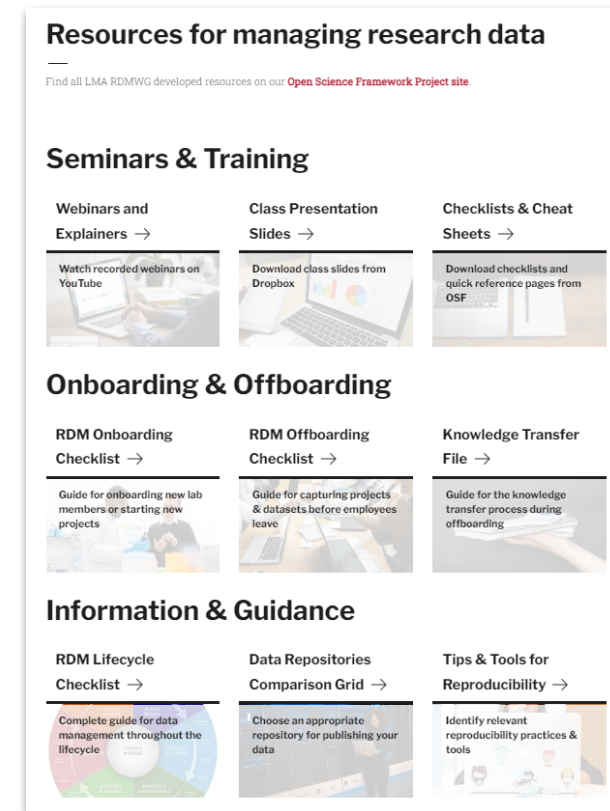 Resources for managing research data
Find all LMA RDMWG developed resources on our Open Science Framework Project site.
Seminars & Training
Webinars and
Explainers →
Watch recorded webinars on
YouTube
Class Presentation
Slides →
Download class slides from
Dropbox
Checklists & Cheat
Sheets →
Download checklists and
quick reference pages from
OSF
Onboarding & Offboarding
RDM Onboarding
Checklist →
Guide for onboarding new lab
members or starting new
projects
RDM Offboarding
Checklist →
Guide for capturing projects
& datasets before employees
leave
Knowledge Transfer
File →
Guide for the knowledge
transfer process during
offboarding
Information & Guidance
RDM Lifecycle
Checklist →
Complete guide for data
management throughout the
lifecycle
Data Repositories
Comparison Grid →
Choose an appropriate
repository for publishing your
data
Tips & Tools for
Reproducibility →
Identify relevant
reproducibility practices &
tools